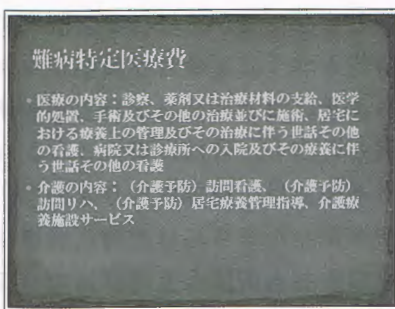 難病特定医療費
• 医療の内容：診察、薬剤又は治療材料の支給、医学
的処置、手術及びその他の治療並びに施術、居宅に
おける療養上の管理及びその治療に伴う世話その他
の看護、病院又は診療所への入院及びその療養に伴
う世話その他の看護
• 介護の内容：（介護予防）訪問看護、（介護予防）
訪問リハ、（介護予防）居宅療養管理指導、介護療
養施設サービス